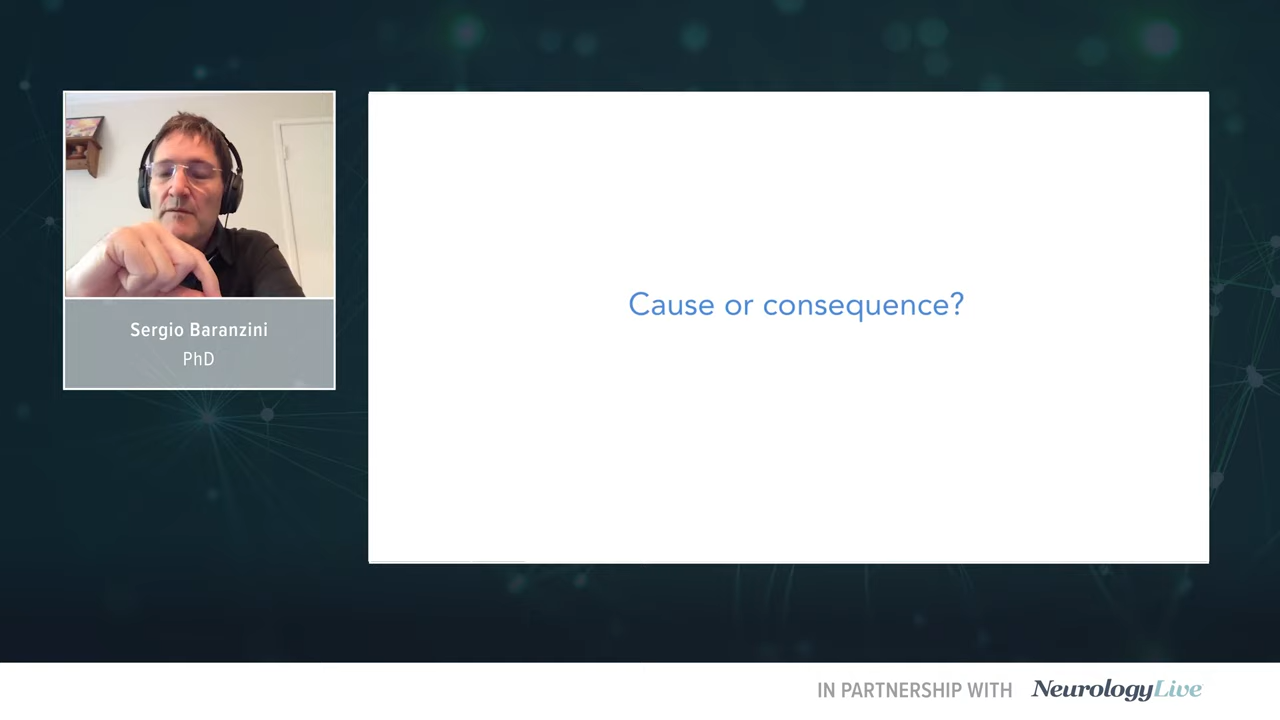 Sergio Baranzini
PhD
Cause or consequence?
IN PARTNERSHIP WITH NeurologyLive